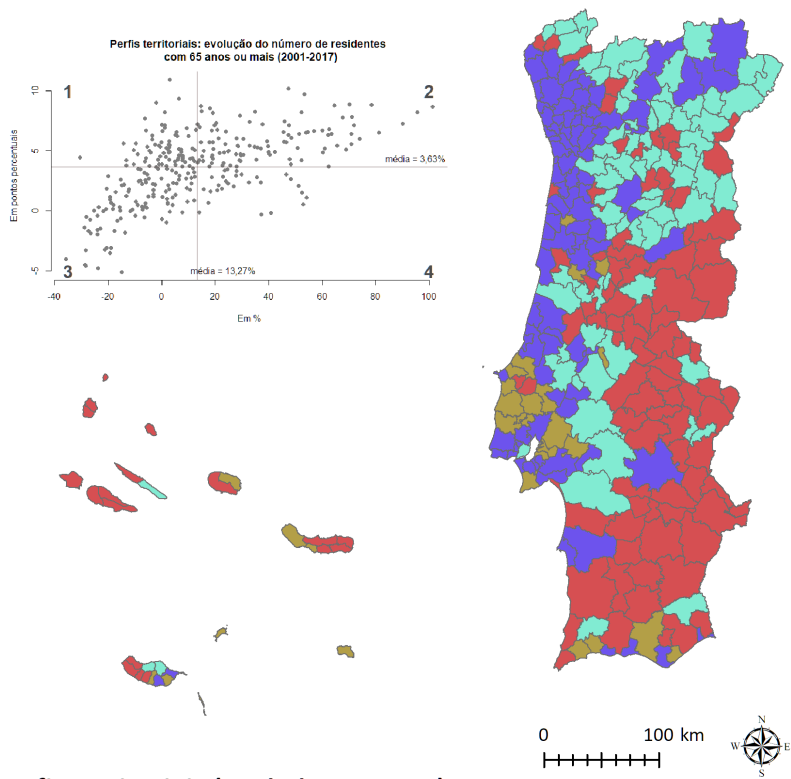 Perfis territoriais: evolução do número de residentes
com 65 anos ou mais (2001-2017)
1
2
3
4
10
5
0
-5
Em pontos percentuais
média = 3,63%
média = 13,27%
-40 -20 0 20 40 60 80 100
Em %
0 100 km
N
W E
S